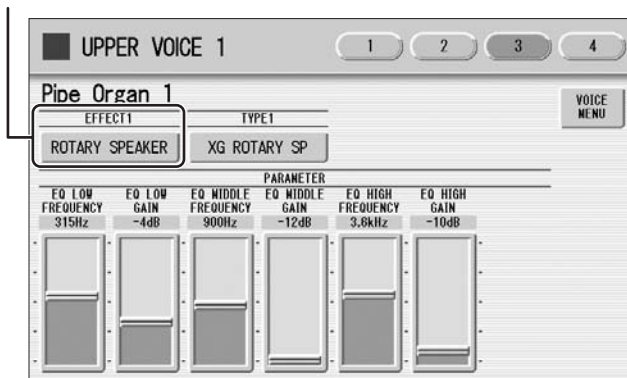 UPPER VOICE 1 1 2 3 4
Pipe Organ 1
VOICE
MENU
EFFECT1 TYPE1
ROTARY SPEAKER XG ROTARY SP
PARAMETER
EQ LOW EQ LOW EQ MIDDLE EQ MIDDLE EQ HIGH EQ HIGH
FREQUENCY GAIN FREQUENCY GAIN FREQUENCY GAIN
315Hz -4dB 900Hz -12dB 3.6kHz -10dB